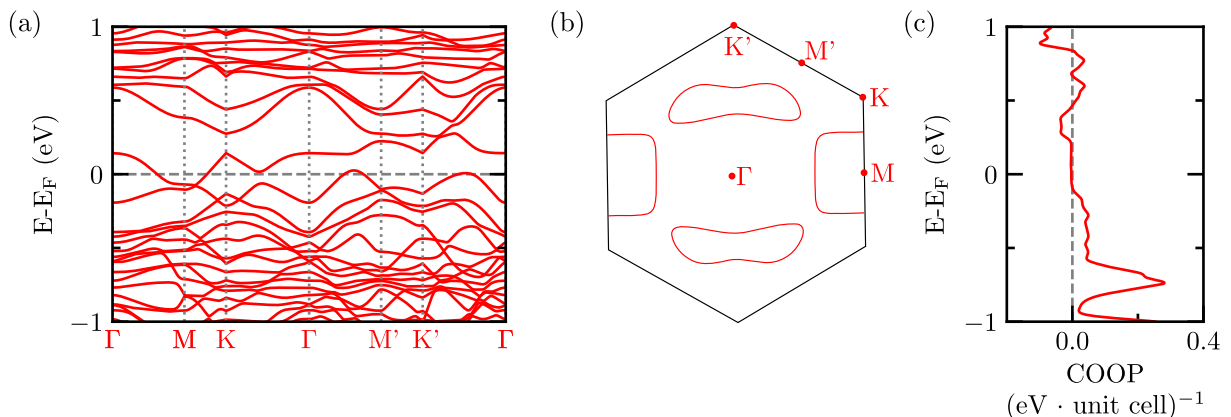 (a)
1
0
−1
E-E_F (eV)
Γ
M
K
Γ
M'
K'
Γ
(b)
K'
M'
K
M
Γ
(c)
1
0
−1
E-E_F (eV)
0.0
0.4
COOP
(eV · unit cell)⁻¹